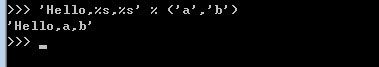 >>> 'Hello,%s,%s' % ('a','b')
'Hello,a,b'
>>> _